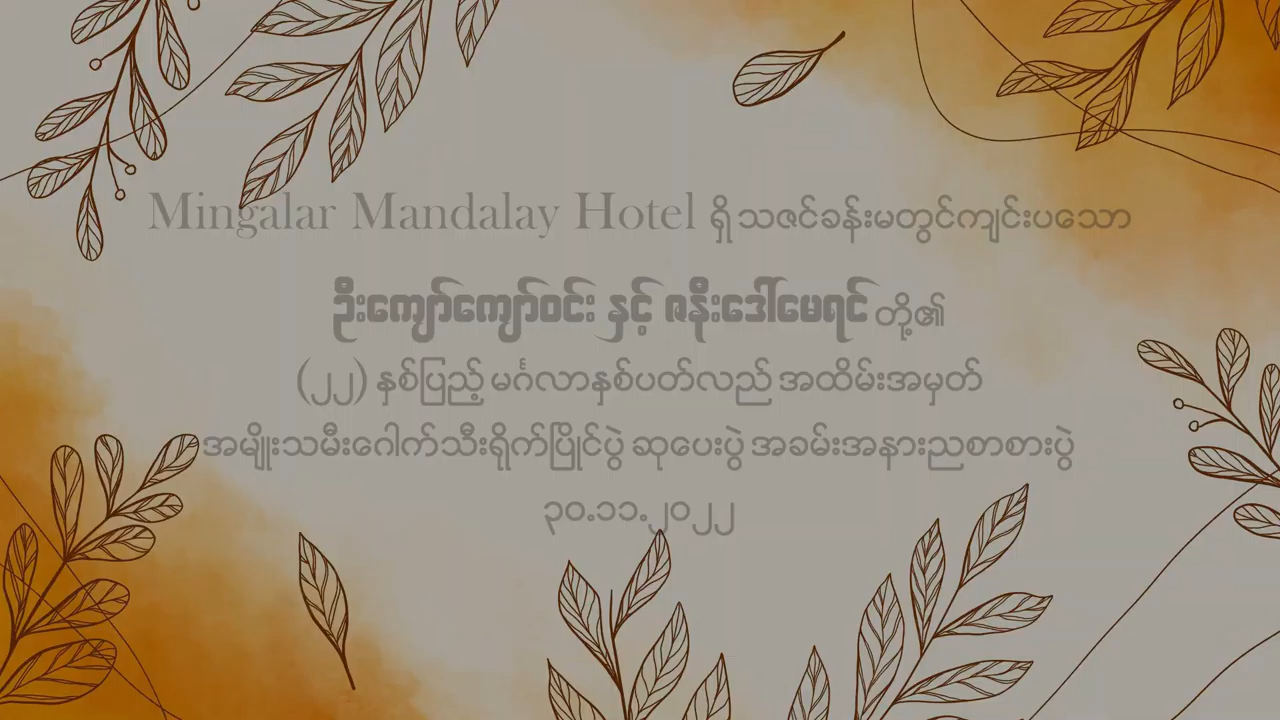 Mingalar Mandalay Hotel ရှိ သဇင်ခန်းမတွင်ကျင်းပသော
ဦးကျော်ကျော်ဝင်း နှင့် ဇနီးဒေါ်မေရင် တို့၏
(၂၂) နှစ်ပြည့် မင်္ဂလာနှစ်ပတ်လည် အထိမ်းအမှတ်
အမျိုးသမီးဂေါက်သီးရိုက်ပြိုင်ပွဲ ဆုပေးပွဲ အခမ်းအနားညစာစားပွဲ
၃၀.၁၁.၂၀၂၂